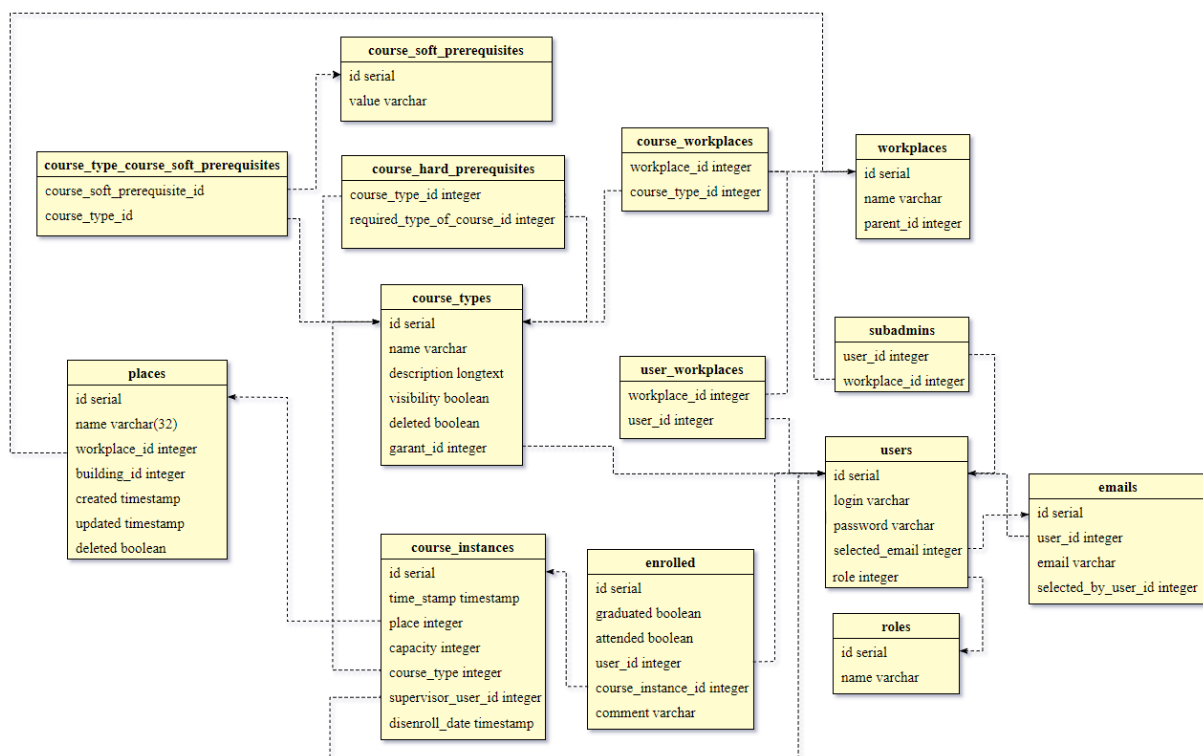 course_soft_prerequisites
id serial
value varchar
course_type_course_soft_prerequisites
course_soft_prerequisite_id
course_type_id
course_hard_prerequisites
course_type_id integer
required_type_of_course_id integer
course_workplaces
workplace_id integer
course_type_id integer
workplaces
id serial
name varchar
parent_id integer
course_types
id serial
name varchar
description longtext
visibility boolean
deleted boolean
garant_id integer
subadmins
user_id integer
workplace_id integer
places
id serial
name varchar(32)
workplace_id integer
building_id integer
created timestamp
updated timestamp
deleted boolean
user_workplaces
workplace_id integer
user_id integer
users
id serial
login varchar
password varchar
selected_email integer
role integer
emails
id serial
user_id integer
email varchar
selected_by_user_id integer
course_instances
id serial
time_stamp timestamp
place integer
capacity integer
course_type integer
supervisor_user_id integer
disenroll_date timestamp
enrolled
id serial
graduated boolean
attended boolean
user_id integer
course_instance_id integer
comment varchar
roles
id serial
name varchar